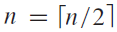 n = ⌈n/2⌉